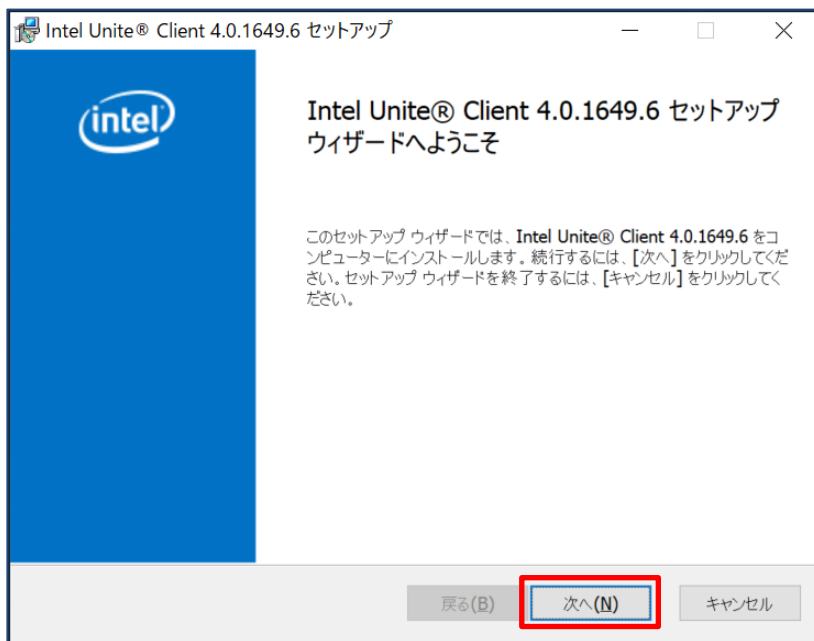 Intel Unite® Client 4.0.1649.6 セットアップ
intel
Intel Unite® Client 4.0.1649.6 セットアップ
ウィザードへようこそ
このセットアップ ウィザードでは、Intel Unite® Client 4.0.1649.6 をコ
ンピューターにインストールします。続行するには、[次へ] をクリックしてくだ
さい。セットアップ ウィザードを終了するには、[キャンセル] をクリックしてく
ださい。
戻る(B)
次へ(N)
キャンセル